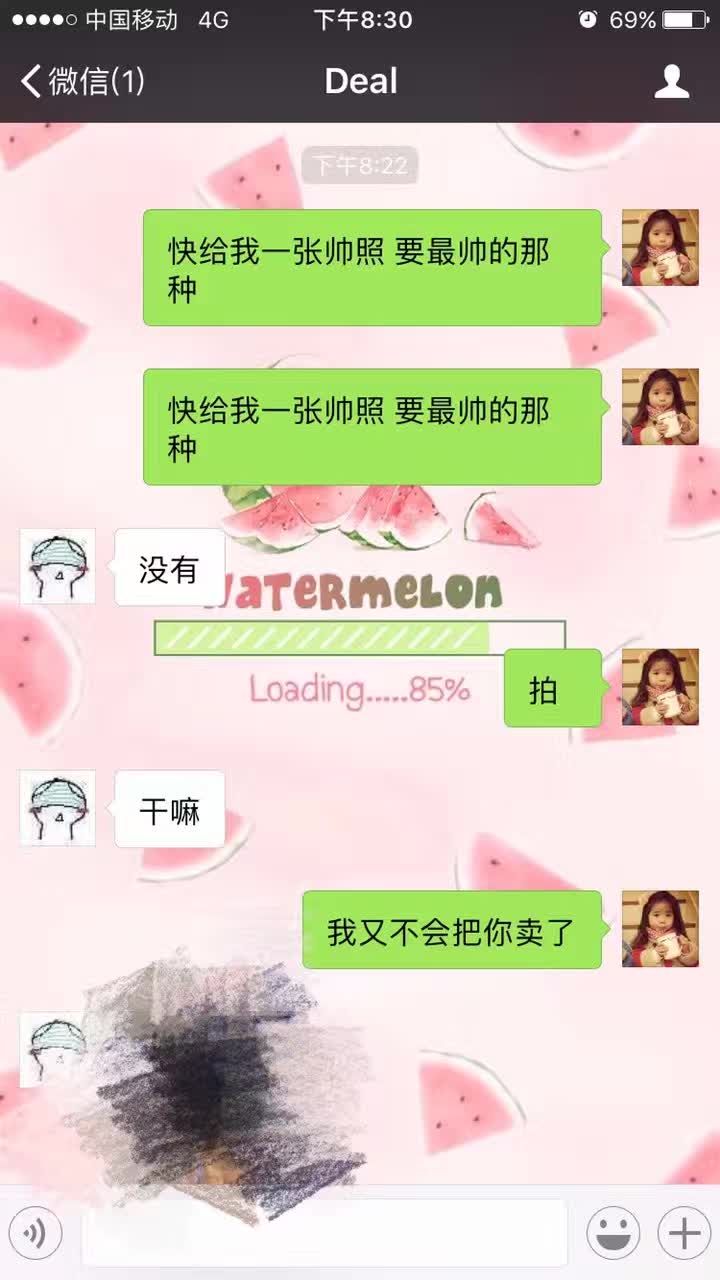 中国移动 4G 下午8:30 69%
微信(1) Deal
下午8:22
快给我一张帅照 要最帅的那
种
快给我一张帅照 要最帅的那
种
没有
WATERMELON
Loading.....85%
拍
干嘛
我又不会把你卖了